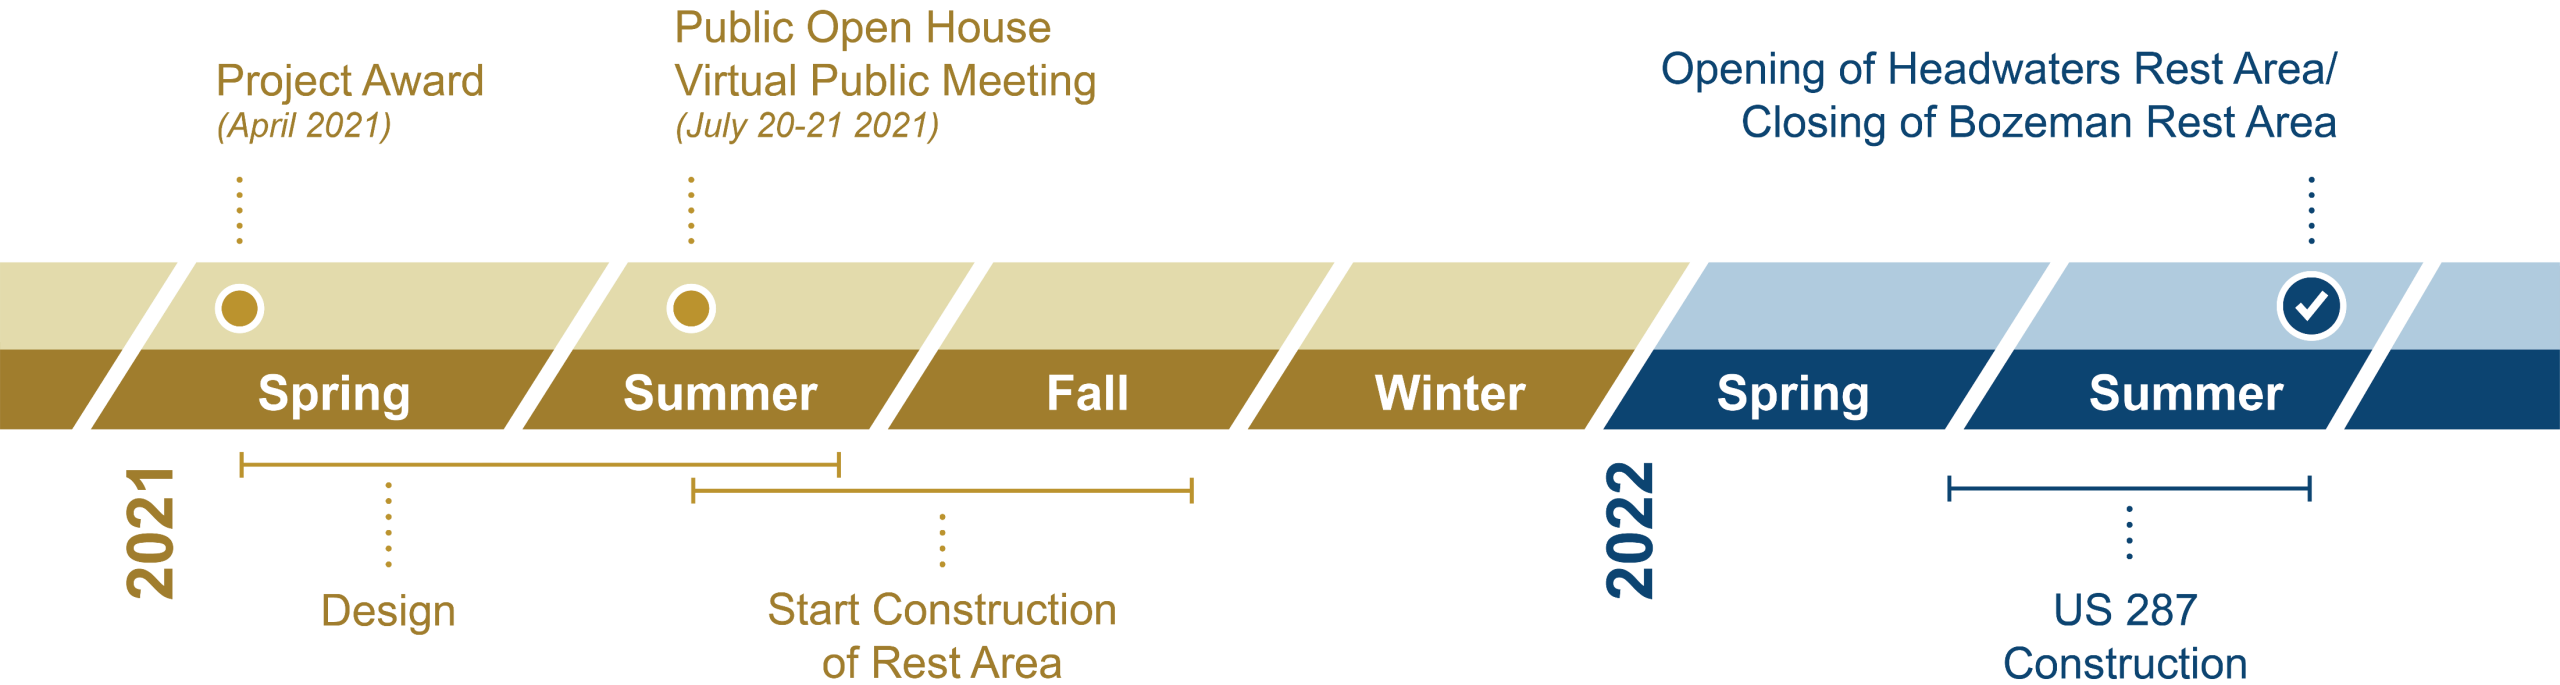 Project Award
(April 2021)
Public Open House
Virtual Public Meeting
(July 20-21 2021)
Opening of Headwaters Rest Area/
Closing of Bozeman Rest Area
Spring
Summer
Fall
Winter
Spring
Summer
2021
Design
Start Construction
of Rest Area
2022
US 287
Construction